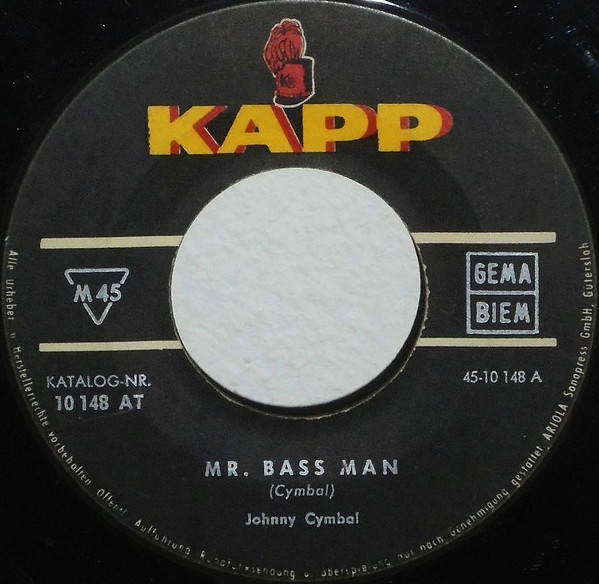 K
KAPP
M 45
GEMA
BIEM
KATALOG-NR.
10 148 AT
45-10 148 A
MR. BASS MAN
(Cymbal)
Johnny Cymbal
Alle Urheber u Herstellerrechte vorbehalten. Öffentl Aufführung Rundfunksendung u Überspielung nur nach Genehmigung gestattet. ARIOLA Sonopress GmbH, Gütersloh